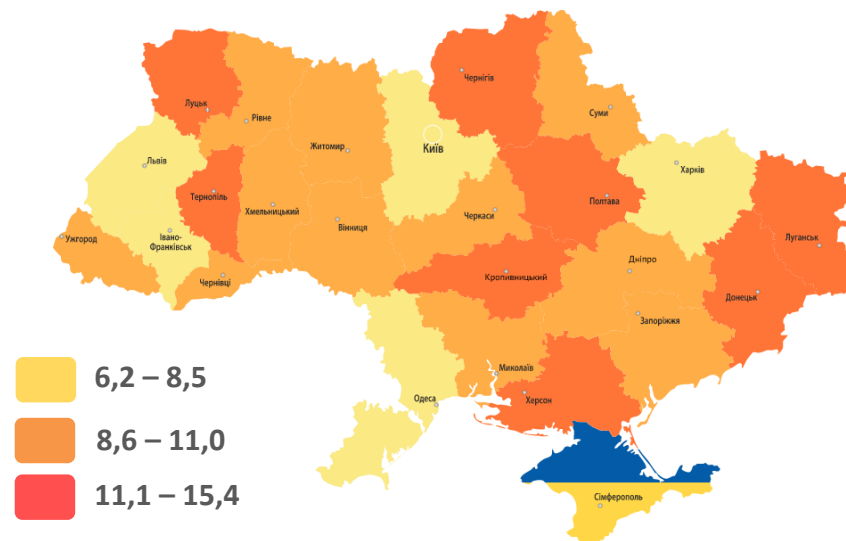 Чернігів
Луцьк
Рівне
Суми
Житомир
Київ
Львів
Харків
Тернопіль
Хмельницький
Полтава
Черкаси
Вінниця
Івано-
Франківськ
Ужгород
Луганськ
Чернівці
Кропивницький
Дніпро
Донецьк
Запоріжжя
Миколаїв
Одеса
Херсон
Сімферополь
6,2 – 8,5
8,6 – 11,0
11,1 – 15,4